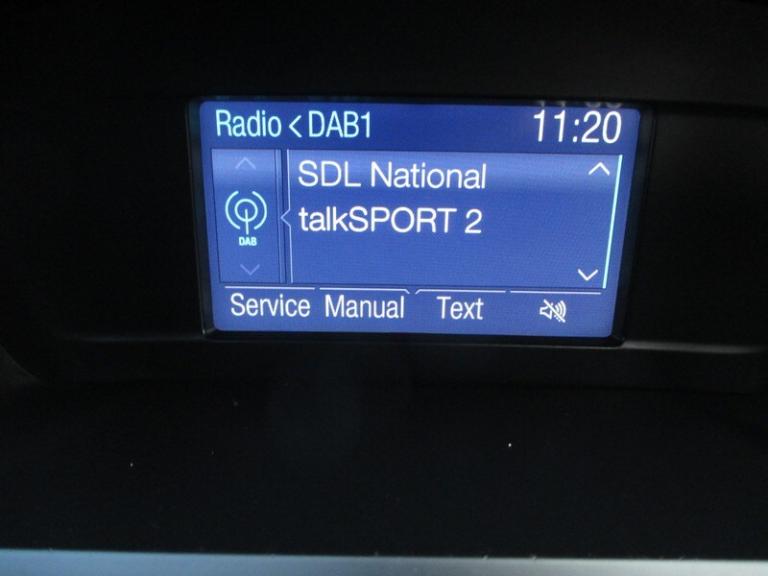 Radio < DAB1 11:20
SDL National
talkSPORT 2
DAB
Service Manual Text